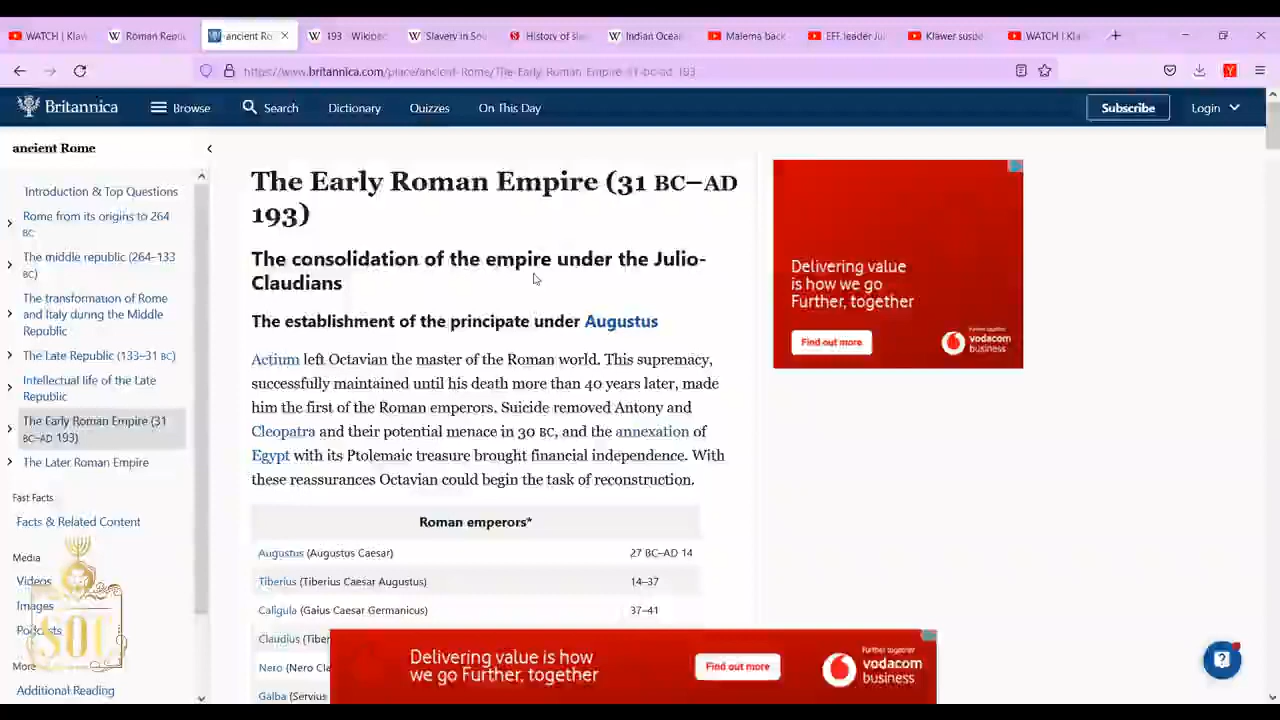 WATCH | Klaw
Roman Repu
ancient Ro
193 - Wikipe
Slavery in Sou
History of sla
Indian Ocean
Malema back
EFF leader Ju
Klawer suspe
WATCH | Kla
https://www.britannica.com/place/ancient-Rome/The-Early-Roman-Empire-31-bc-ad-193
Britannica
Browse
Search
Dictionary
Quizzes
On This Day
Subscribe
Login
ancient Rome
Introduction & Top Questions
Rome from its origins to 264
BC
The middle republic (264–133
BC)
The transformation of Rome
and Italy during the Middle
Republic
The Late Republic (133–31 BC)
Intellectual life of the Late
Republic
The Early Roman Empire (31
BC–AD 193)
The Later Roman Empire
Fast Facts
Facts & Related Content
Media
Videos
Images
Podcasts
More
Additional Reading
SOI
The Early Roman Empire (31 BC–AD
193)
The consolidation of the empire under the Julio-
Claudians
The establishment of the principate under Augustus
Actium left Octavian the master of the Roman world. This supremacy,
successfully maintained until his death more than 40 years later, made
him the first of the Roman emperors. Suicide removed Antony and
Cleopatra and their potential menace in 30 BC, and the annexation of
Egypt with its Ptolemaic treasure brought financial independence. With
these reassurances Octavian could begin the task of reconstruction.
Roman emperors*
Augustus (Augustus Caesar) 27 BC–AD 14
Tiberius (Tiberius Caesar Augustus) 14–37
Caligula (Gaius Caesar Germanicus) 37–41
Claudius (Tiber
Nero (Nero Cla
Galba (Servius
Delivering value
is how we go
Further, together
Find out more
Further together
vodacom
business
Delivering value is how
we go Further, together
Find out more
Further together
vodacom
business